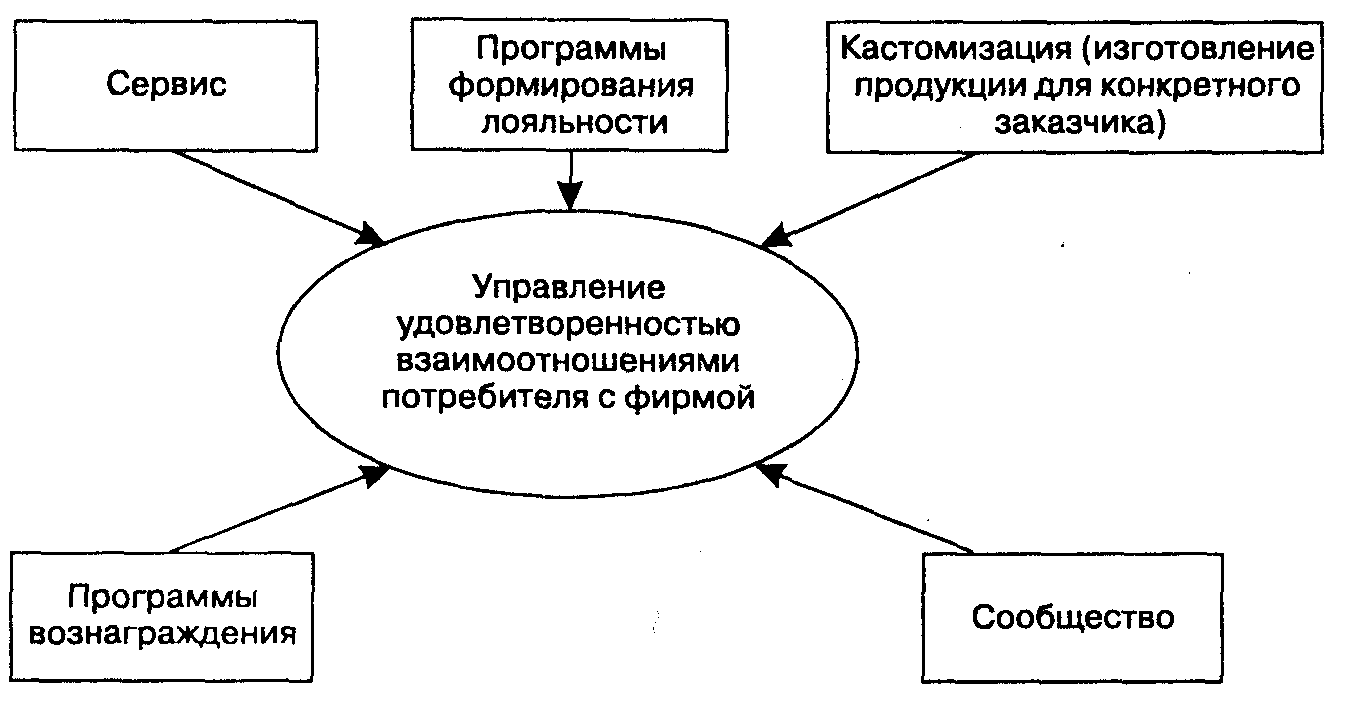 Сервис
Программы
формирования
лояльности
Кастомизация (изготовление
продукции для конкретного
заказчика)
Управление
удовлетворенностью
взаимоотношениями
потребителя с фирмой
Программы
вознаграждения
Сообщество